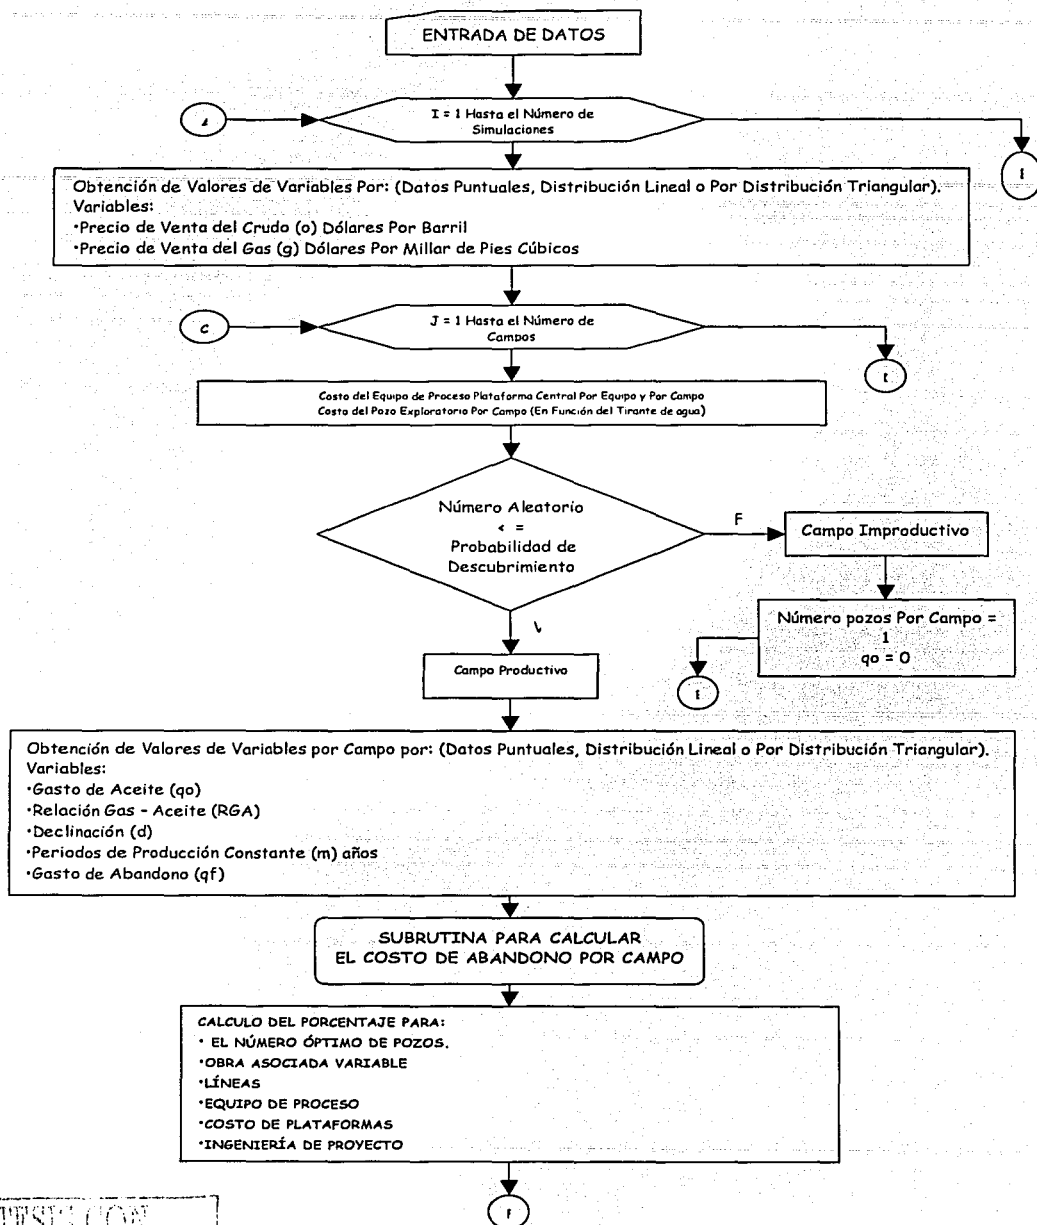 ENTRADA DE DATOS
I = 1 Hasta el Número de
Simulaciones
Obtención de Valores de Variables Por: (Datos Puntuales, Distribución Lineal o Por Distribución Triangular).
Variables:
•Precio de Venta del Crudo (o) Dólares Por Barril
•Precio de Venta del Gas (g) Dólares Por Millar de Pies Cúbicos
C
J = 1 Hasta el Número de
Campos
Costo del Equipo de Proceso Plataforma Central Por Equipo y Por Campo
Costo del Pozo Exploratorio Por Campo (En Función del Tirante de agua)
Número Aleatorio
< =
Probabilidad de
Descubrimiento
F
Campo Improductivo
Número pozos Por Campo =
1
qo = 0
Campo Productivo
Obtención de Valores de Variables por Campo por: (Datos Puntuales, Distribución Lineal o Por Distribución Triangular).
Variables:
•Gasto de Aceite (qo)
•Relación Gas - Aceite (RGA)
•Declinación (d)
•Periodos de Producción Constante (m) años
•Gasto de Abandono (qf)
SUBRUTINA PARA CALCULAR
EL COSTO DE ABANDONO POR CAMPO
CALCULO DEL PORCENTAJE PARA:
• EL NÚMERO ÓPTIMO DE POZOS.
•OBRA ASOCIADA VARIABLE
•LÍNEAS
•EQUIPO DE PROCESO
•COSTO DE PLATAFORMAS
•INGENIERÍA DE PROYECTO
TESIS CON